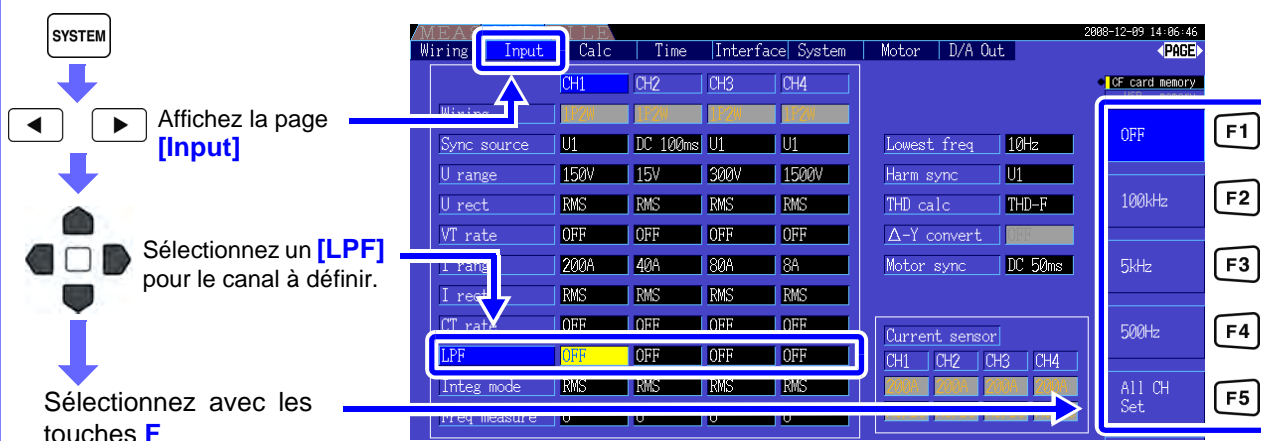 SYSTEM
Affichez la page
[Input]
Sélectionnez un [LPF]
pour le canal à définir.
Sélectionnez avec les
touches F
2008-12-09 14:06:46
Wiring Input Calc Time Interface System Motor D/A Out PAGE
CF card memory
CH1 CH2 CH3 CH4
Wiring 1P2W 1P2W 1P2W 1P2W
Sync source U1 DC 100ms U1 U1 Lowest freq 10Hz
U range 150V 15V 300V 1500V Harm sync U1
U rect RMS RMS RMS RMS THD calc THD-F
VT rate OFF OFF OFF OFF Δ-Y convert OFF
I range 200A 40A 80A 8A Motor sync DC 50ms
I rect RMS RMS RMS RMS
CT rate OFF OFF OFF OFF Current sensor
LPF OFF OFF OFF OFF CH1 CH2 CH3 CH4
Integ mode RMS RMS RMS RMS 200A 200A 200A 200A
Freq measure U U U U
OFF F1
100kHz F2
5kHz F3
500Hz F4
All CH
Set F5